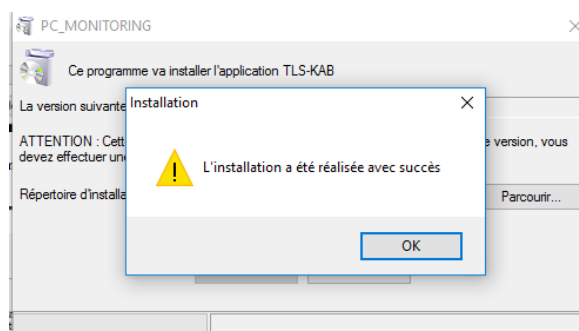 PC_MONITORING
Ce programme va installer l'application TLS-KAB
La version suivante
Installation
ATTENTION : Cett
e version, vous
devez effectuer un
L'installation a été réalisée avec succès
Répertoire d'installa
Parcourir...
OK